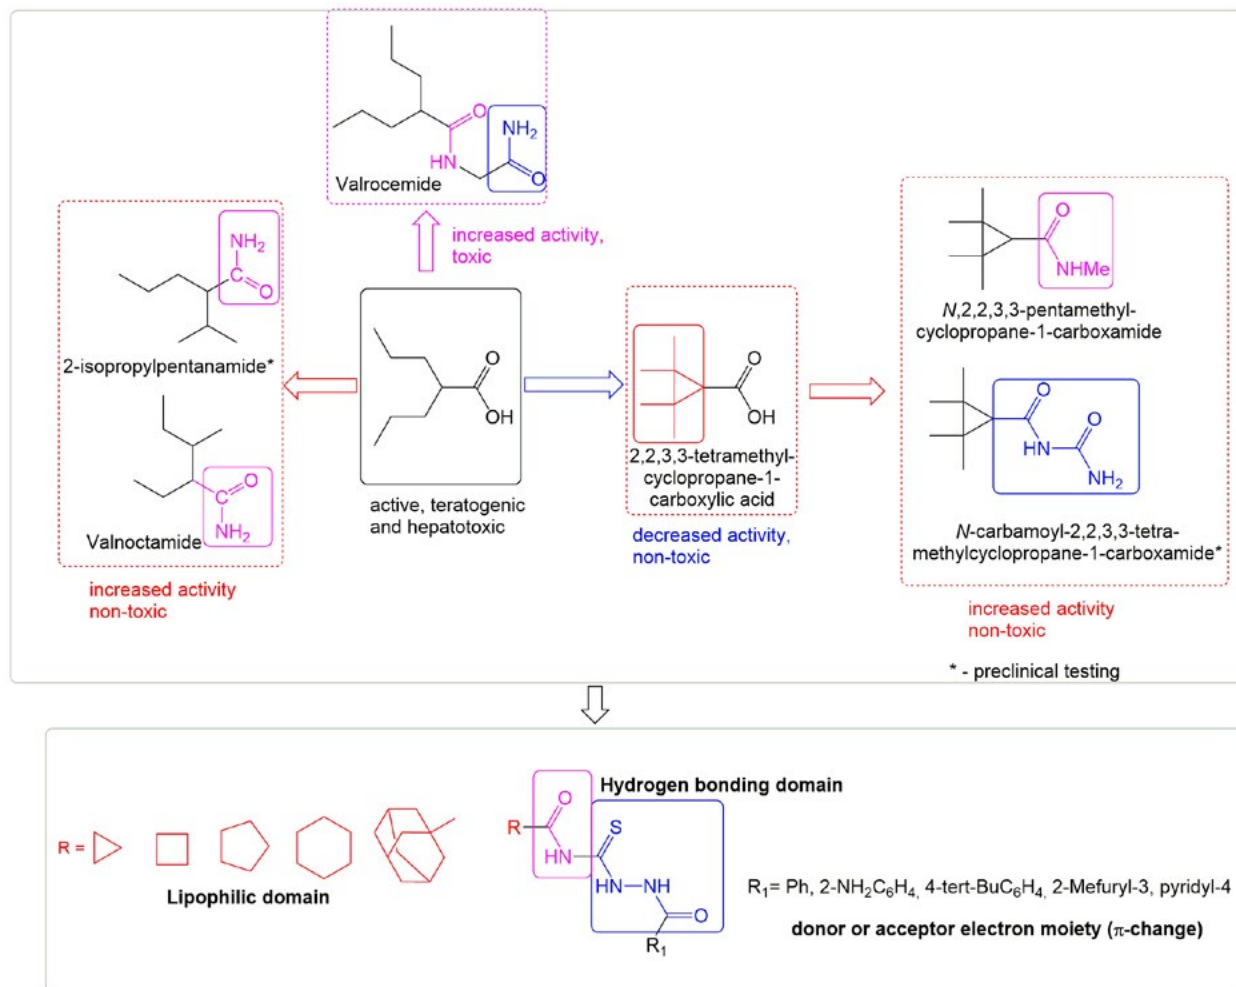 O
NH₂
HN
O
Valrocemide
increased activity,
toxic
NH₂
C
O
2-isopropylpentanamide*
C
O
NH₂
Valnoctamide
increased activity
non-toxic
O
OH
active, teratogenic
and hepatotoxic
O
OH
2,2,3,3-tetramethyl-
cyclopropane-1-
carboxylic acid
decreased activity,
non-toxic
O
NHMe
N,2,2,3,3-pentamethyl-
cyclopropane-1-carboxamide
O
O
HN
NH₂
N-carbamoyl-2,2,3,3-tetra-
methylcyclopropane-1-carboxamide*
increased activity
non-toxic
* - preclinical testing
R =
Lipophilic domain
Hydrogen bonding domain
O
R
S
HN
HN
NH
O
R₁
R₁= Ph, 2-NH₂C₆H₄, 4-tert-BuC₆H₄, 2-Mefuryl-3, pyridyl-4
donor or acceptor electron moiety (π-change)